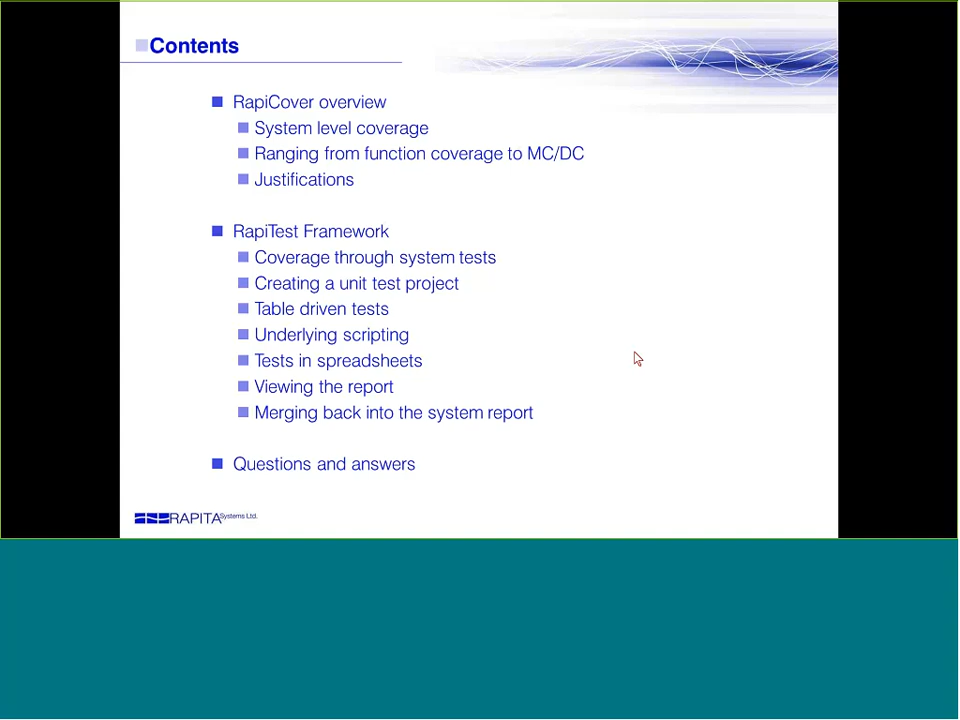 Contents
RapiCover overview
System level coverage
Ranging from function coverage to MC/DC
Justifications
RapiTest Framework
Coverage through system tests
Creating a unit test project
Table driven tests
Underlying scripting
Tests in spreadsheets
Viewing the report
Merging back into the system report
Questions and answers
RAPITA Systems Ltd.